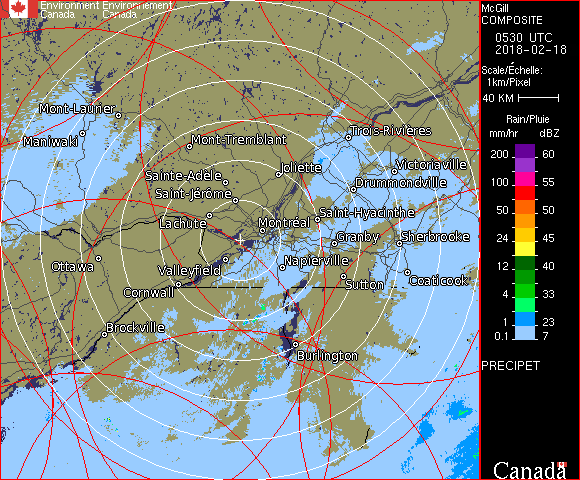 Environment Environnement
Canada Canada
McGill
COMPOSITE
0530 UTC
2018-02-18
Scale/Échelle:
1km/Pixel
40 KM
Rain/Pluie
mm/hr dBZ
200 60
150 57
100 55
50 50
24 45
12 40
4 33
1 23
0.1 7
PRECIPET
Canada
Mont-Laurier
Maniwaki
Mont-Tremblant
Trois-Rivières
Joliette
Victoriaville
Sainte-Adèle
Drummondville
Saint-Jérôme
Saint-Hyacinthe
Lachute
Montréal
Granby
Sherbrooke
Ottawa
Valleyfield
Napierville
Coaticook
Sutton
Cornwall
Brockville
Burlington